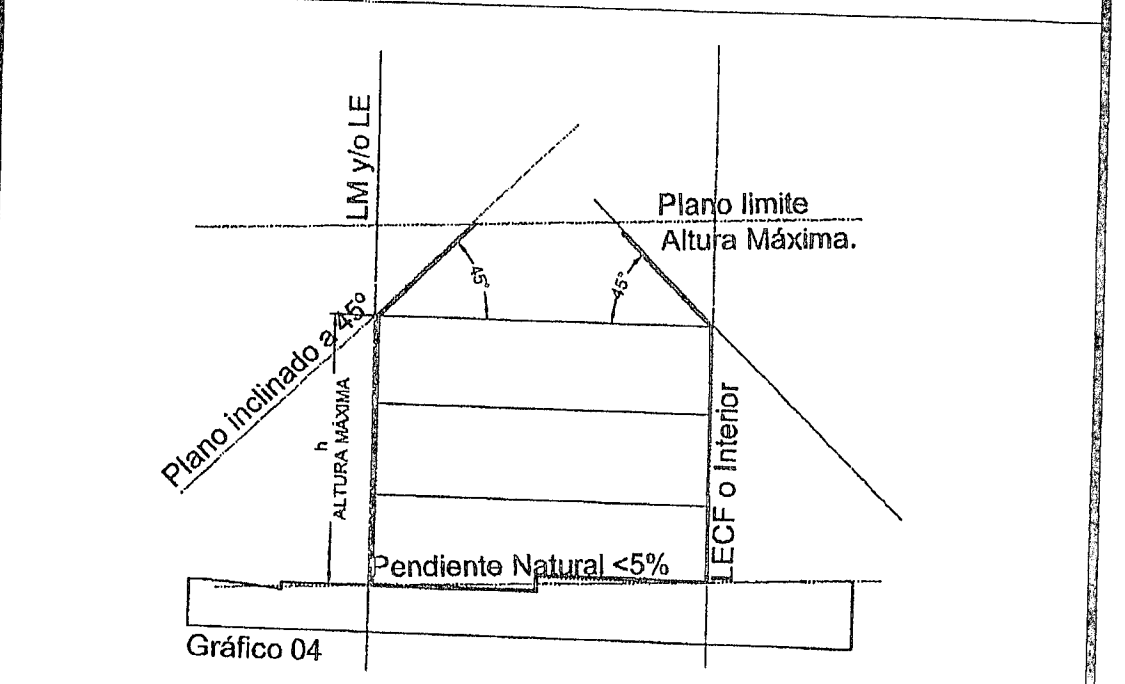 LM y/o LE
Plano limite
Altura Máxima.
45°
45°
Plano inclinado a 45º
h
ALTURA MÁXIMA
LECF o Interior
Pendiente Natural <5%
Gráfico 04